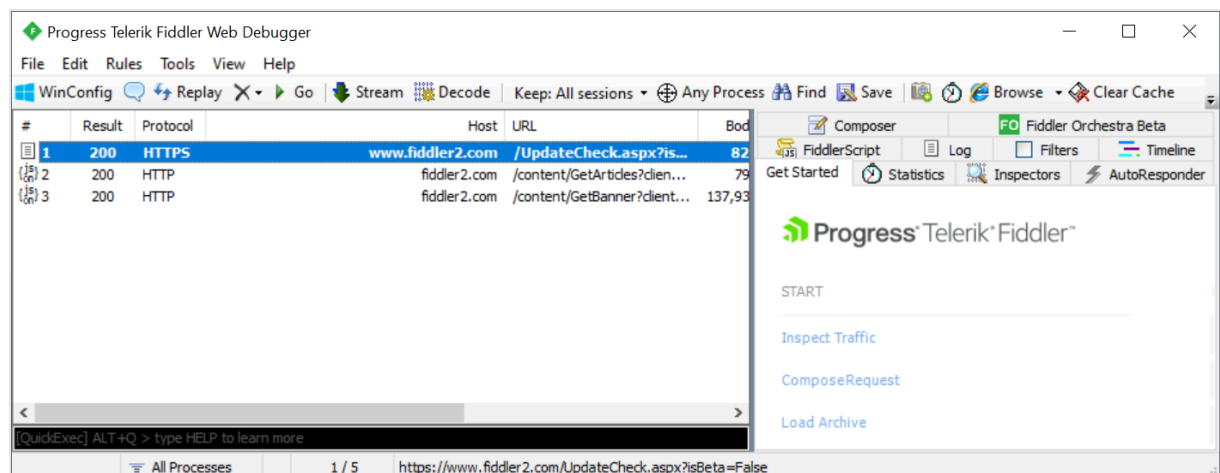 Progress Telerik Fiddler Web Debugger
File Edit Rules Tools View Help
WinConfig Replay Go Stream Decode Keep: All sessions Any Process Find Save Browse Clear Cache
# Result Protocol Host URL Bod
1 200 HTTPS www.fiddler2.com /UpdateCheck.aspx?is... 82
2 200 HTTP fiddler2.com /content/GetArticles?clien... 79
3 200 HTTP fiddler2.com /content/GetBanner?client... 137,93
Composer FO Fiddler Orchestra Beta
FiddlerScript Log Filters Timeline
Get Started Statistics Inspectors AutoResponder
Progress Telerik Fiddler
START
Inspect Traffic
ComposeRequest
Load Archive
[QuickExec] ALT+Q > type HELP to learn more
All Processes 1 / 5 https://www.fiddler2.com/UpdateCheck.aspx?isBeta=False